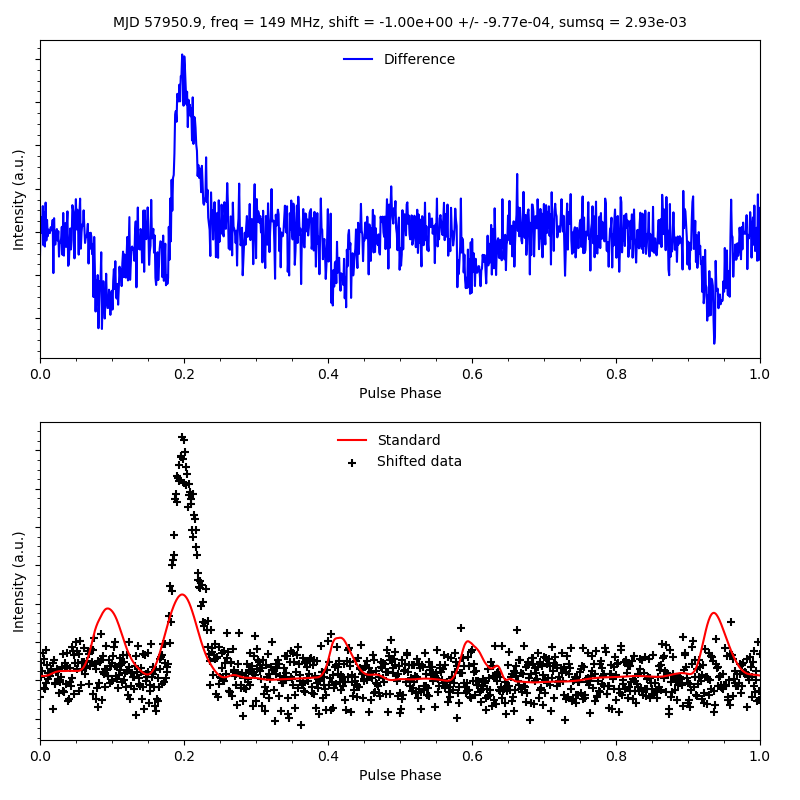 MJD 57950.9, freq = 149 MHz, shift = -1.00e+00 +/- -9.77e-04, sumsq = 2.93e-03
Difference
Intensity (a.u.)
0.0 0.2 0.4 0.6 0.8 1.0
Pulse Phase
Standard
Shifted data
Intensity (a.u.)
0.0 0.2 0.4 0.6 0.8 1.0
Pulse Phase